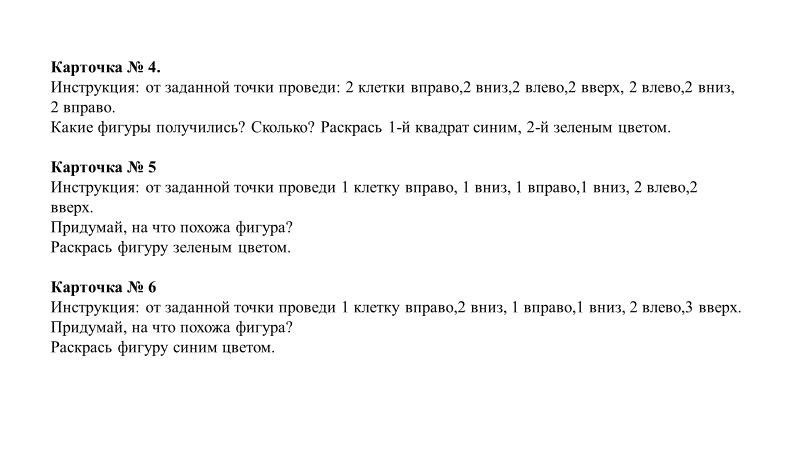 Карточка № 4.
Инструкция: от заданной точки проведи: 2 клетки вправо,2 вниз,2 влево,2 вверх, 2 влево,2 вниз,
2 вправо.
Какие фигуры получились? Сколько? Раскрась 1-й квадрат синим, 2-й зеленым цветом.
Карточка № 5
Инструкция: от заданной точки проведи 1 клетку вправо, 1 вниз, 1 вправо,1 вниз, 2 влево,2
вверх.
Придумай, на что похожа фигура?
Раскрась фигуру зеленым цветом.
Карточка № 6
Инструкция: от заданной точки проведи 1 клетку вправо,2 вниз, 1 вправо,1 вниз, 2 влево,3 вверх.
Придумай, на что похожа фигура?
Раскрась фигуру синим цветом.